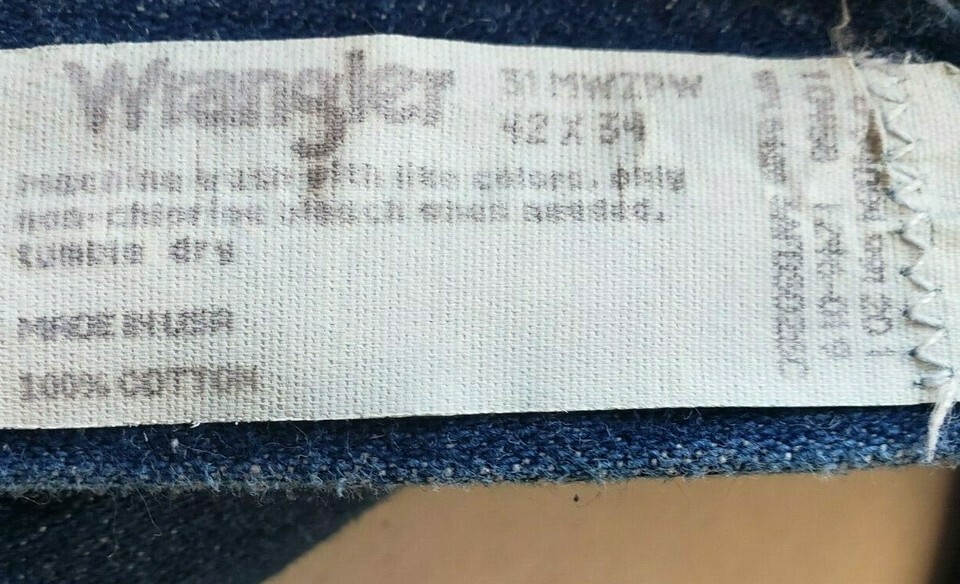 Wrangler
31MWZPW
42 X 34
machine wash with like colors. only
non-chlorine bleach when needed.
tumble dry
MADE IN USA
100% COTTON